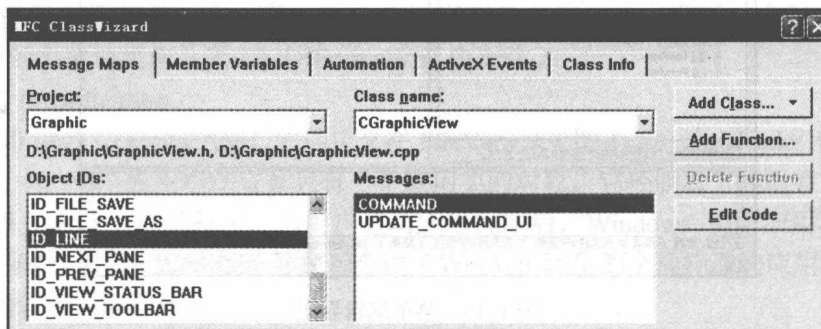 MFC ClassWizard
Message Maps
Member Variables
Automation
ActiveX Events
Class Info
Project:
Class name:
Add Class...
Graphic
CGraphicView
Add Function...
D:\Graphic\GraphicView.h, D:\Graphic\GraphicView.cpp
Object IDs:
Messages:
Delete Function
ID_FILE_SAVE
COMMAND
ID_FILE_SAVE_AS
UPDATE_COMMAND_UI
Edit Code
ID_LINE
ID_NEXT_PANE
ID_PREV_PANE
ID_VIEW_STATUS_BAR
ID_VIEW_TOOLBAR